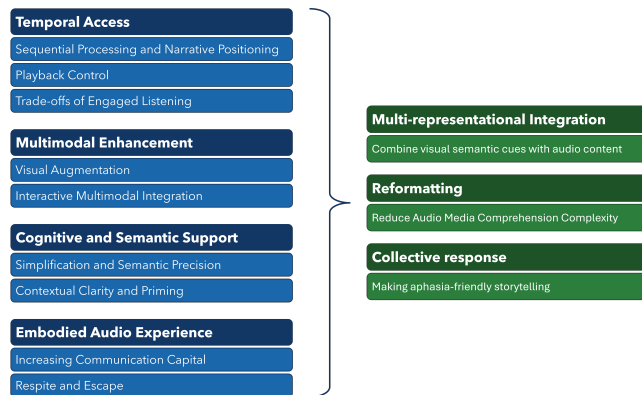 Temporal Access
Sequential Processing and Narrative Positioning
Playback Control
Trade-offs of Engaged Listening
Multimodal Enhancement
Visual Augmentation
Interactive Multimodal Integration
Cognitive and Semantic Support
Simplification and Semantic Precision
Contextual Clarity and Priming
Embodied Audio Experience
Increasing Communication Capital
Respite and Escape
Multi-representational Integration
Combine visual semantic cues with audio content
Reformatting
Reduce Audio Media Comprehension Complexity
Collective response
Making aphasia-friendly storytelling